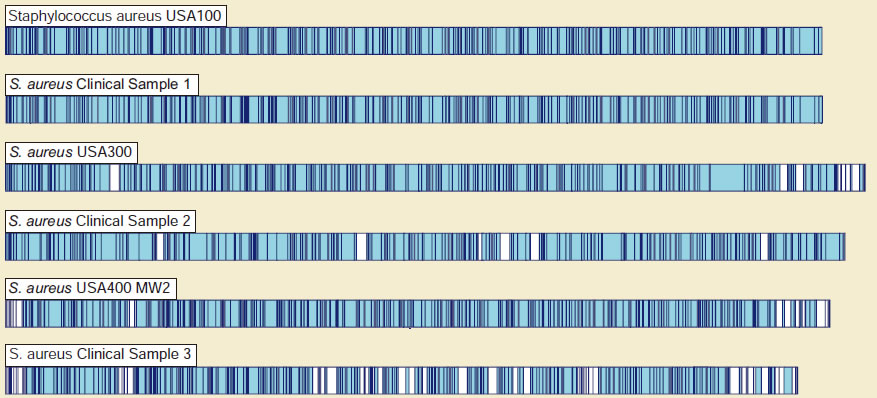 Staphylococcus aureus USA100
S. aureus Clinical Sample 1
S. aureus USA300
S. aureus Clinical Sample 2
S. aureus USA400 MW2
S. aureus Clinical Sample 3